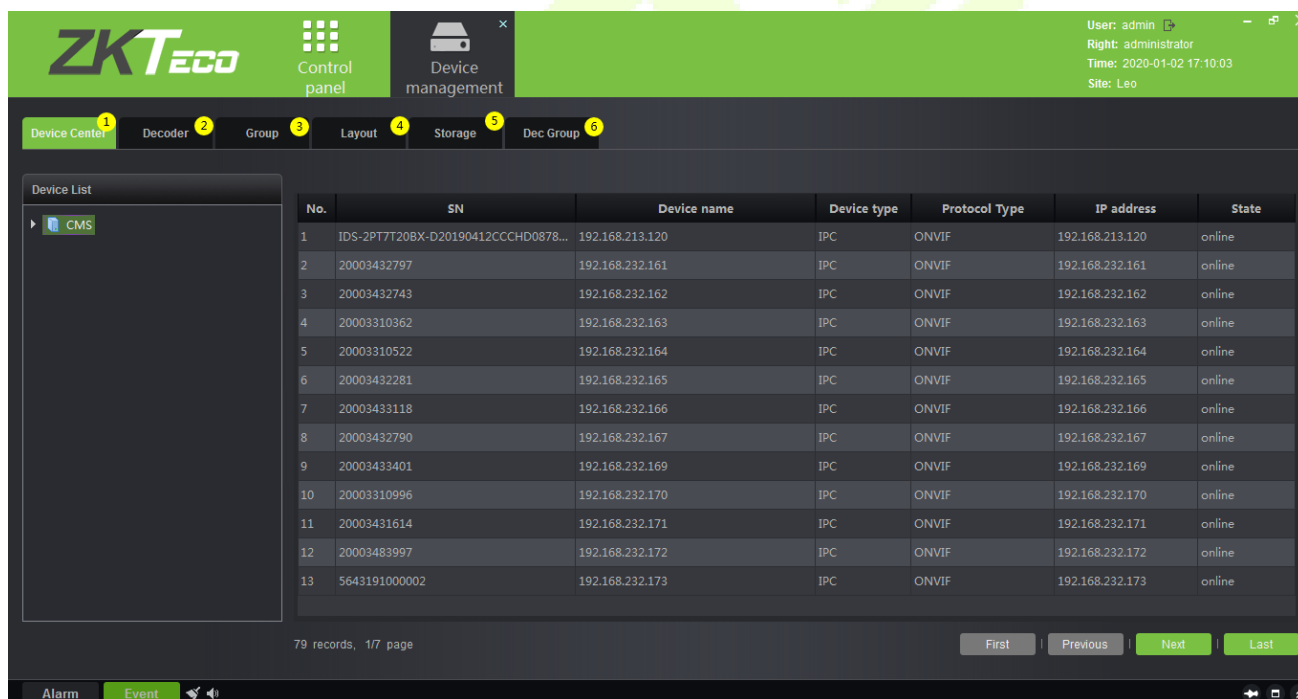 ZKTECO
Control panel
Device management
User: admin
Right: administrator
Time: 2020-01-02 17:10:03
Site: Leo
Device Center 1 Decoder 2 Group 3 Layout 4 Storage 5 Dec Group 6
Device List
CMS
No. SN Device name Device type Protocol Type IP address State
1 IDS-2PT7T20BX-D20190412CCCHD0878... 192.168.213.120 IPC ONVIF 192.168.213.120 online
2 20003432797 192.168.232.161 IPC ONVIF 192.168.232.161 online
3 20003432743 192.168.232.162 IPC ONVIF 192.168.232.162 online
4 20003310362 192.168.232.163 IPC ONVIF 192.168.232.163 online
5 20003310522 192.168.232.164 IPC ONVIF 192.168.232.164 online
6 20003432281 192.168.232.165 IPC ONVIF 192.168.232.165 online
7 20003433118 192.168.232.166 IPC ONVIF 192.168.232.166 online
8 20003432790 192.168.232.167 IPC ONVIF 192.168.232.167 online
9 20003433401 192.168.232.169 IPC ONVIF 192.168.232.169 online
10 20003310996 192.168.232.170 IPC ONVIF 192.168.232.170 online
11 20003431614 192.168.232.171 IPC ONVIF 192.168.232.171 online
12 20003483997 192.168.232.172 IPC ONVIF 192.168.232.172 online
13 5643191000002 192.168.232.173 IPC ONVIF 192.168.232.173 online
79 records, 1/7 page First Previous Next Last
Alarm Event